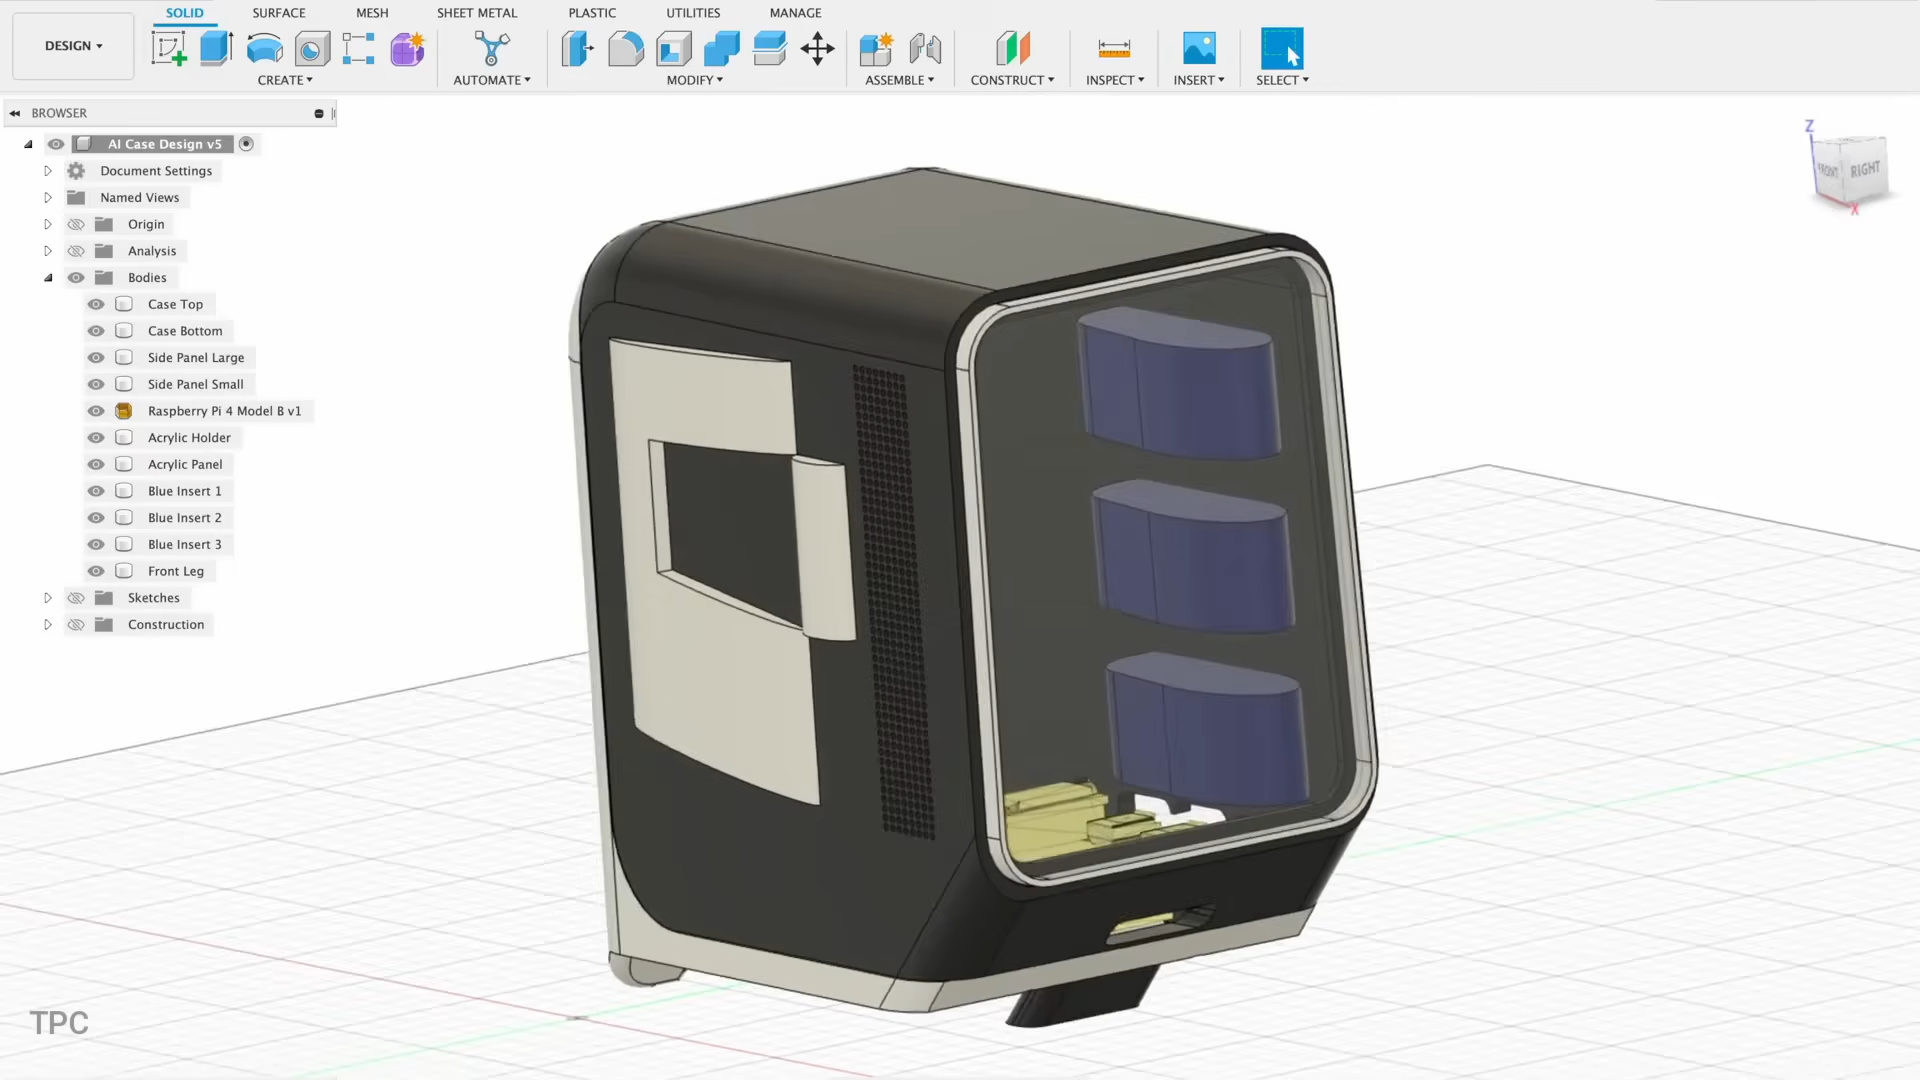 SOLID SURFACE MESH SHEET METAL PLASTIC UTILITIES MANAGE
DESIGN
CREATE AUTOMATE MODIFY ASSEMBLE CONSTRUCT INSPECT INSERT SELECT
BROWSER
AI Case Design v5
Document Settings
Named Views
Origin
Analysis
Bodies
Case Top
Case Bottom
Side Panel Large
Side Panel Small
Raspberry Pi 4 Model B v1
Acrylic Holder
Acrylic Panel
Blue Insert 1
Blue Insert 2
Blue Insert 3
Front Leg
Sketches
Construction
Z
FRONT RIGHT
X
TPC